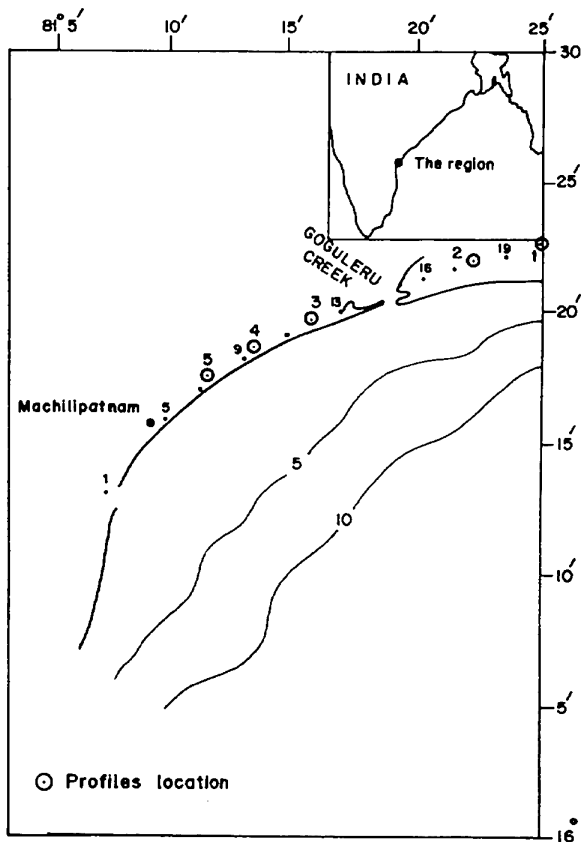 81° 5′ 10′ 15′ 20′ 25′
30
INDIA
The region
25′
GOGULERU
CREEK
16
2
19
1
20′
13
3
4
9
5
5
Machilipatnam
1
5
15′
10
10′
5′
Profiles location
16°